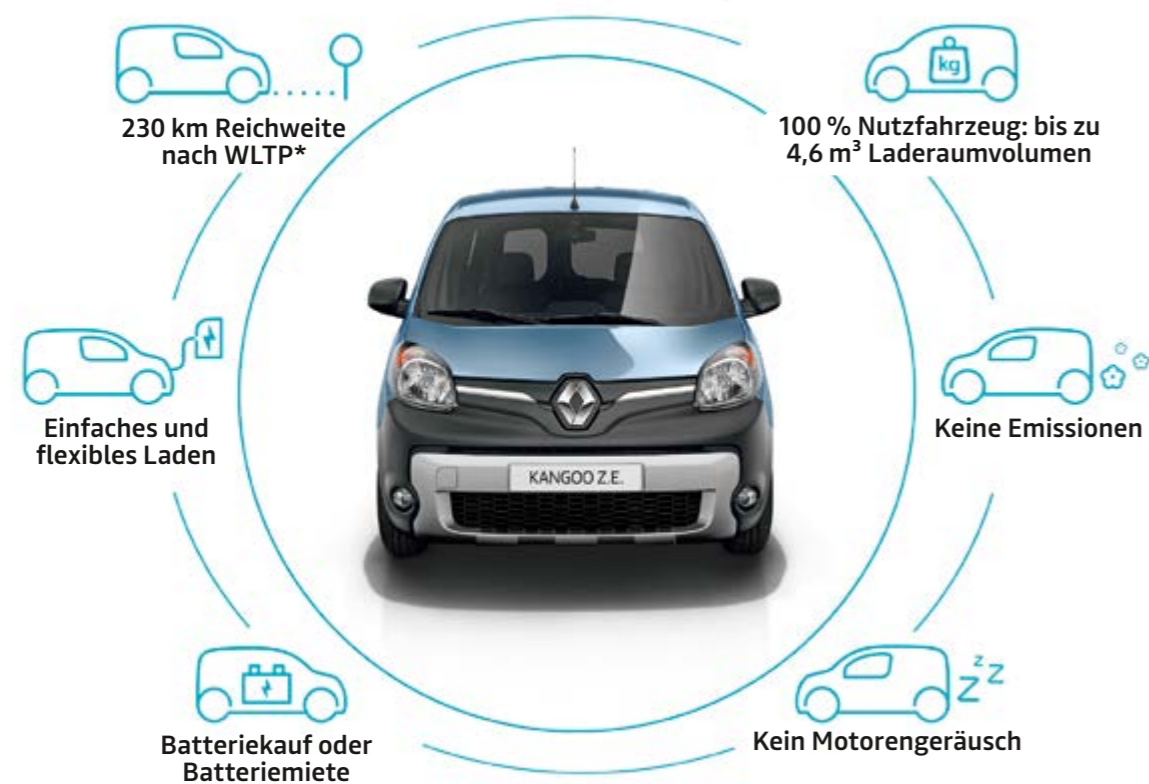 230 km Reichweite
nach WLTP*
kg
100 % Nutzfahrzeug: bis zu
4,6 m³ Laderaumvolumen
Einfaches und
flexibles Laden
Keine Emissionen
KANGOO Z.E.
Batteriekauf oder
Batteriemiete
z z
Z
Kein Motorengeräusch